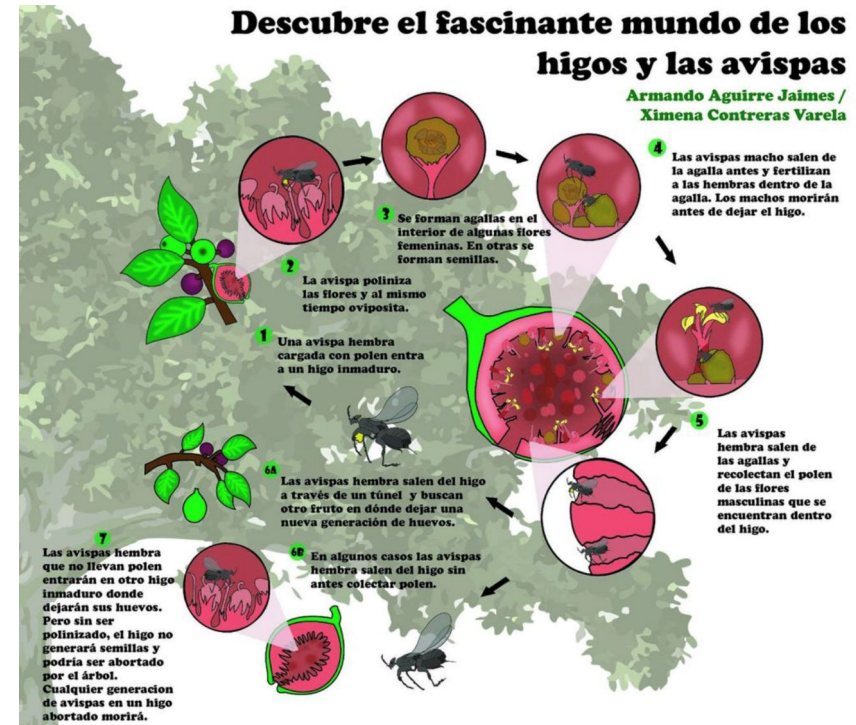 Descubre el fascinante mundo de los
higos y las avispas
Armando Aguirre Jaimes /
Ximena Contreras Varela
1
Una avispa hembra
cargada con polen entra
a un higo inmaduro.
2
La avispa poliniza
las flores y al mismo
tiempo oviposita.
3
Se forman agallas en el
interior de algunas flores
femeninas. En otras se
forman semillas.
4
Las avispas macho salen de
la agalla antes y fertilizan
a las hembras dentro de la
agalla. Los machos morirán
antes de dejar el higo.
5
Las avispas
hembra salen de
las agallas y
recolectan el polen
de las flores
masculinas que se
encuentran dentro
del higo.
6A
Las avispas hembra salen del higo
a través de un túnel y buscan
otro fruto en dónde dejar una
nueva generación de huevos.
6B
En algunos casos las avispas
hembra salen del higo sin
antes colectar polen.
7
Las avispas hembra
que no llevan polen
entrarán en otro higo
inmaduro donde
dejarán sus huevos.
Pero sin ser
polinizado, el higo no
generará semillas y
podria ser abortado
por el árbol.
Cualquier generacion
de avispas en un higo
abortado morirá.